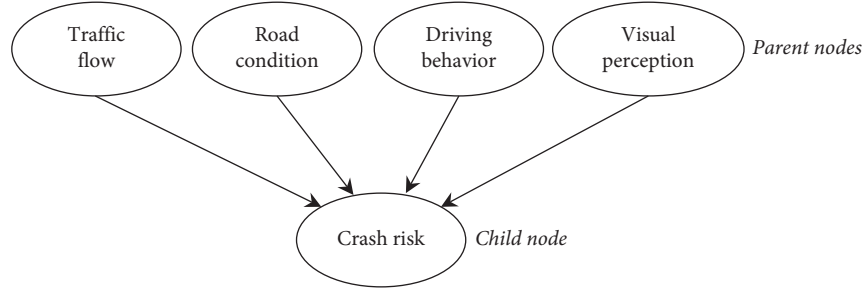 Traffic
flow
Road
condition
Driving
behavior
Visual
perception
Parent nodes
Crash risk
Child node